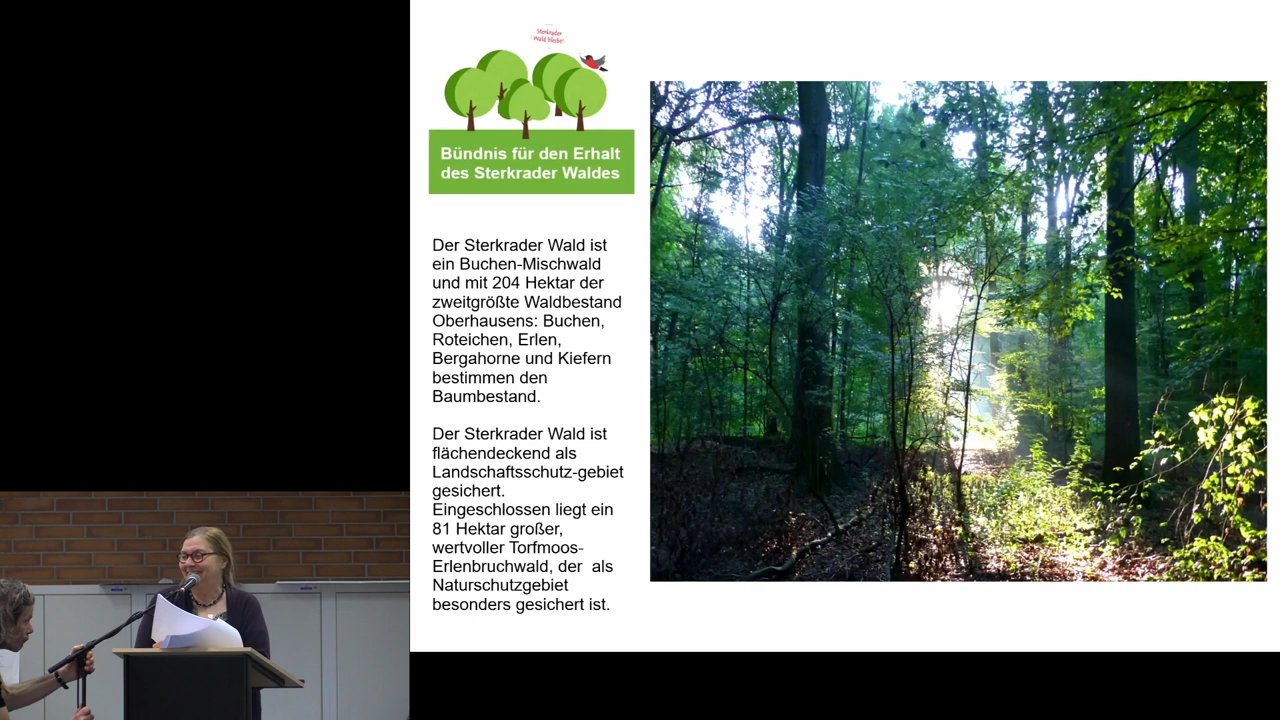 Sterkrader
Wald bleibt!
Bündnis für den Erhalt
des Sterkrader Waldes
Der Sterkrader Wald ist
ein Buchen-Mischwald
und mit 204 Hektar der
zweitgrößte Waldbestand
Oberhausens: Buchen,
Roteichen, Erlen,
Bergahorne und Kiefern
bestimmen den
Baumbestand.
Der Sterkrader Wald ist
flächendeckend als
Landschaftsschutz-gebiet
gesichert.
Eingeschlossen liegt ein
81 Hektar großer,
wertvoller Torfmoos-
Erlenbruchwald, der  als
Naturschutzgebiet
besonders gesichert ist.